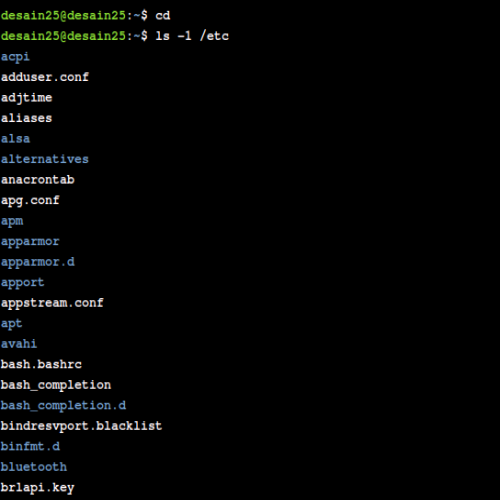 desain25@desain25:~$ cd
desain25@desain25:~$ ls -1 /etc
acpi
adduser.conf
adjtime
aliases
alsa
alternatives
anacrontab
apg.conf
apm
apparmor
apparmor.d
apport
appstream.conf
apt
avahi
bash.bashrc
bash_completion
bash_completion.d
bindresvport.blacklist
binfmt.d
bluetooth
brlapi.key